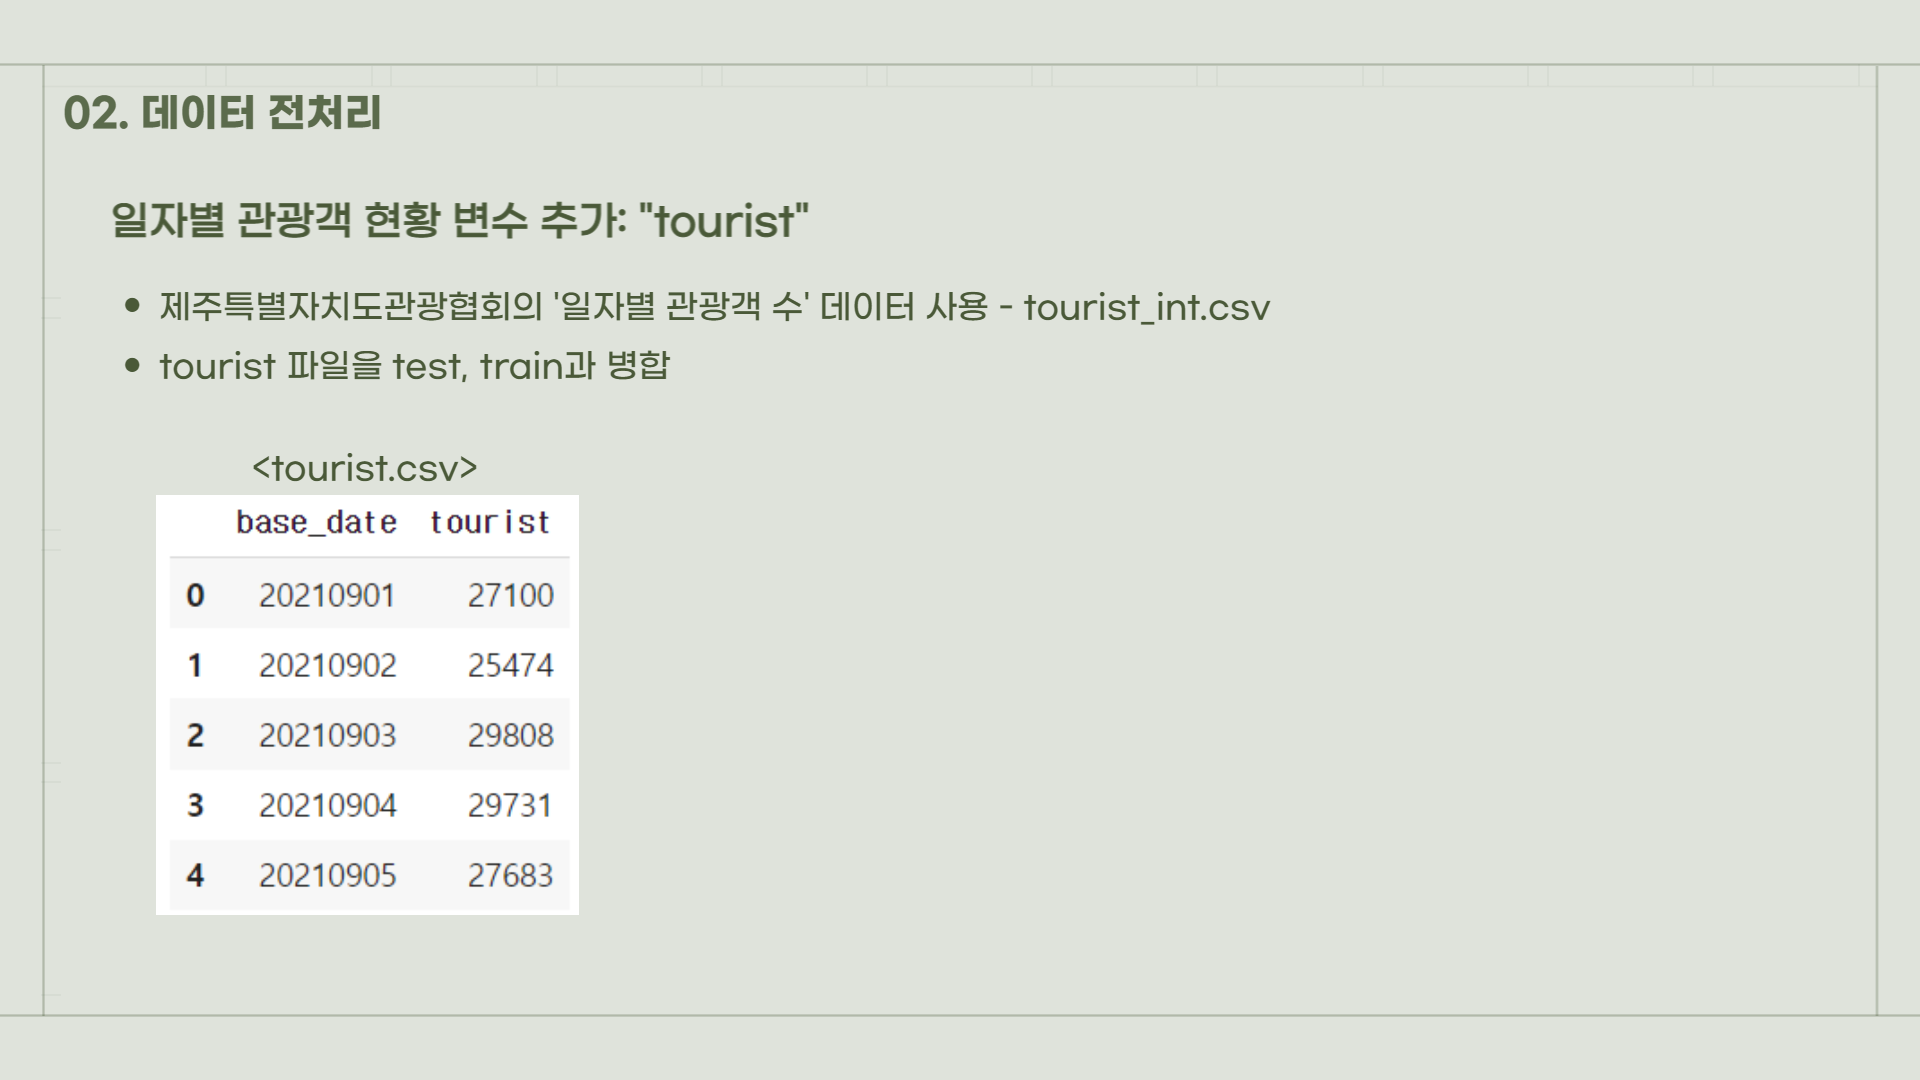 02. 데이터 전처리
일자별 관광객 현황 변수 추가: "tourist"
• 제주특별자치도관광협회의 '일자별 관광객 수' 데이터 사용 - tourist_int.csv
• tourist 파일을 test, train과 병합
<tourist.csv>
base_date tourist
0 20210901 27100
1 20210902 25474
2 20210903 29808
3 20210904 29731
4 20210905 27683